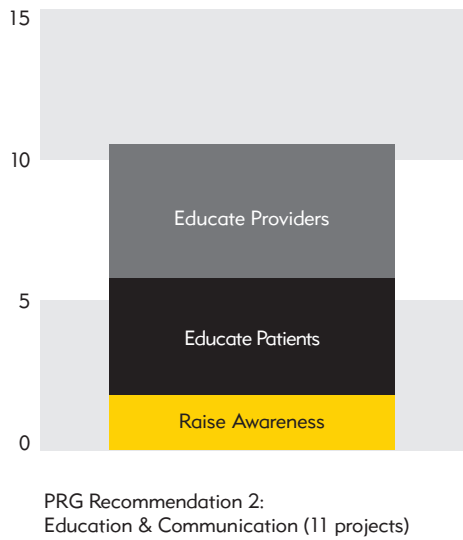 15
10
Educate Providers
5
Educate Patients
Raise Awareness
0
PRG Recommendation 2:
Education & Communication (11 projects)